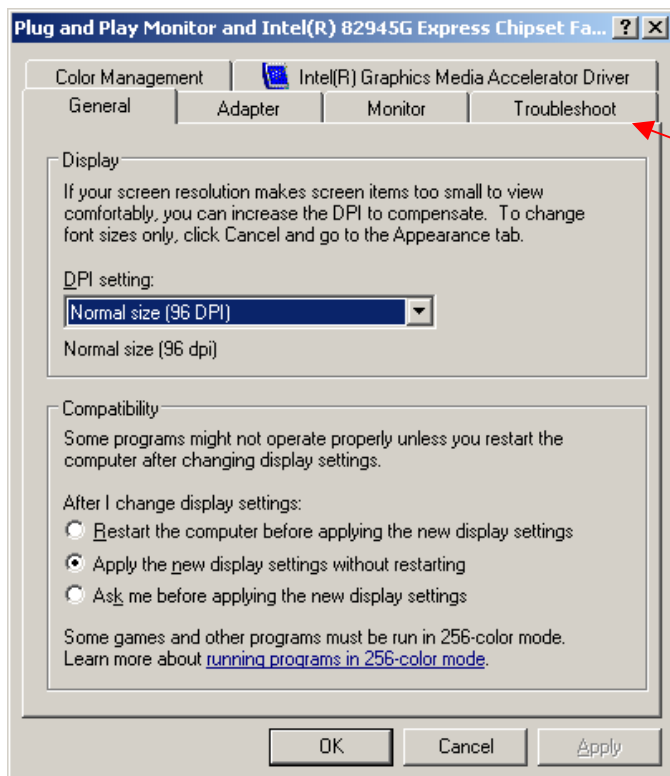 Plug and Play Monitor and Intel(R) 82945G Express Chipset Fa... ? X
Color Management Intel(R) Graphics Media Accelerator Driver
General Adapter Monitor Troubleshoot
Display
If your screen resolution makes screen items too small to view
comfortably, you can increase the DPI to compensate. To change
font sizes only, click Cancel and go to the Appearance tab.
DPI setting:
Normal size (96 DPI)
Normal size (96 dpi)
Compatibility
Some programs might not operate properly unless you restart the
computer after changing display settings.
After I change display settings:
Restart the computer before applying the new display settings
Apply the new display settings without restarting
Ask me before applying the new display settings
Some games and other programs must be run in 256-color mode.
Learn more about running programs in 256-color mode.
OK Cancel Apply